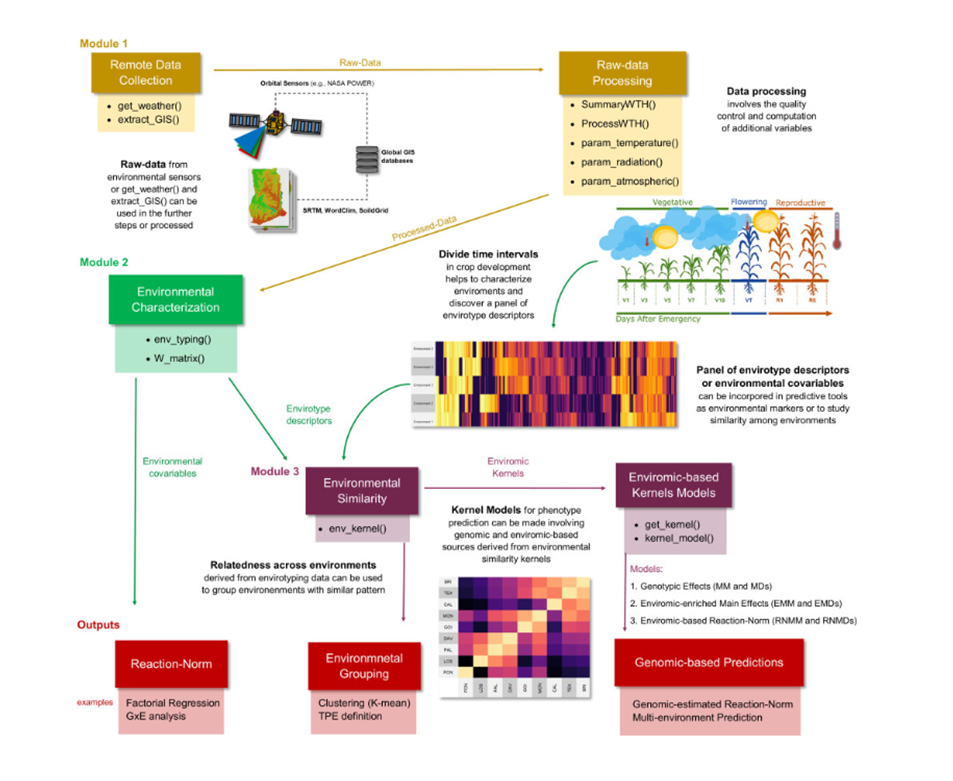 Module 1
Remote Data
Collection
• get_weather()
• extract_GIS()
Raw-Data
Orbital Sensors (e.g., NASA POWER)
Global GIS
databases
SRTM, WordClim, SoildGrid
Raw-data
Processing
• SummaryWTH()
• ProcessWTH()
• param_temperature()
• param_radiation()
• param_atmospheric()
Data processing
involves the quality
control and computation
of additional variables
Raw-data from
environmental sensors
or get_weather() and
extract_GIS() can be
used in the further
steps or processed
Processed-Data
Vegetative Flowering Reproductive
V1 V3 V5 V7 V10 VT R1
Days After Emergency
Divide time intervals
in crop development
helps to characterize
enviroments and
discover a panel of
envirotype descriptors
Module 2
Environmental
Characterization
• env_typing()
• W_matrix()
Panel of envirotype descriptors
or environmental covariables
can be incorpored in predictive tools
as environmental markers or to study
similarity among environments
Envirotype
descriptors
Environmental
covariables
Module 3
Environmental
Similarity
• env_kernel()
Enviromic
Kernels
Enviromic-based
Kernels Models
• get_kernel()
• kernel_model()
Kernel Models for phenotype
prediction can be made involving
genomic and enviromic-based
sources derived from environmental
similarity kernels
Relatedness across environments
derived from envirotyping data can be used
to group environenments with similar pattern
Models:
1. Genotypic Effects (MM and MDs)
2. Enviromic-enriched Main Effects (EMM and EMDs)
3. Enviromic-based Reaction-Norm (RNMM and RNMDs)
Outputs
Reaction-Norm
examples
Factorial Regression
GxE analysis
Environmnetal
Grouping
Clustering (K-mean)
TPE definition
Genomic-based Predictions
Genomic-estimated Reaction-Norm
Multi-environment Prediction